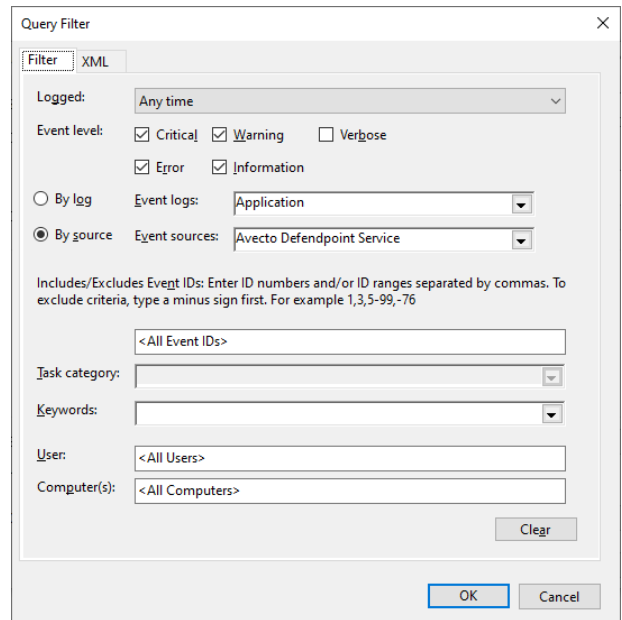 Query Filter
Filter XML
Logged: Any time
Event level: Critical Warning Verbose
Error Information
By log Event logs: Application
By source Event sources: Avecto Defendpoint Service
Includes/Excludes Event IDs: Enter ID numbers and/or ID ranges separated by commas. To
exclude criteria, type a minus sign first. For example 1,3,5-99,-76
<All Event IDs>
Task category:
Keywords:
User: <All Users>
Computer(s): <All Computers>
Clear
OK Cancel